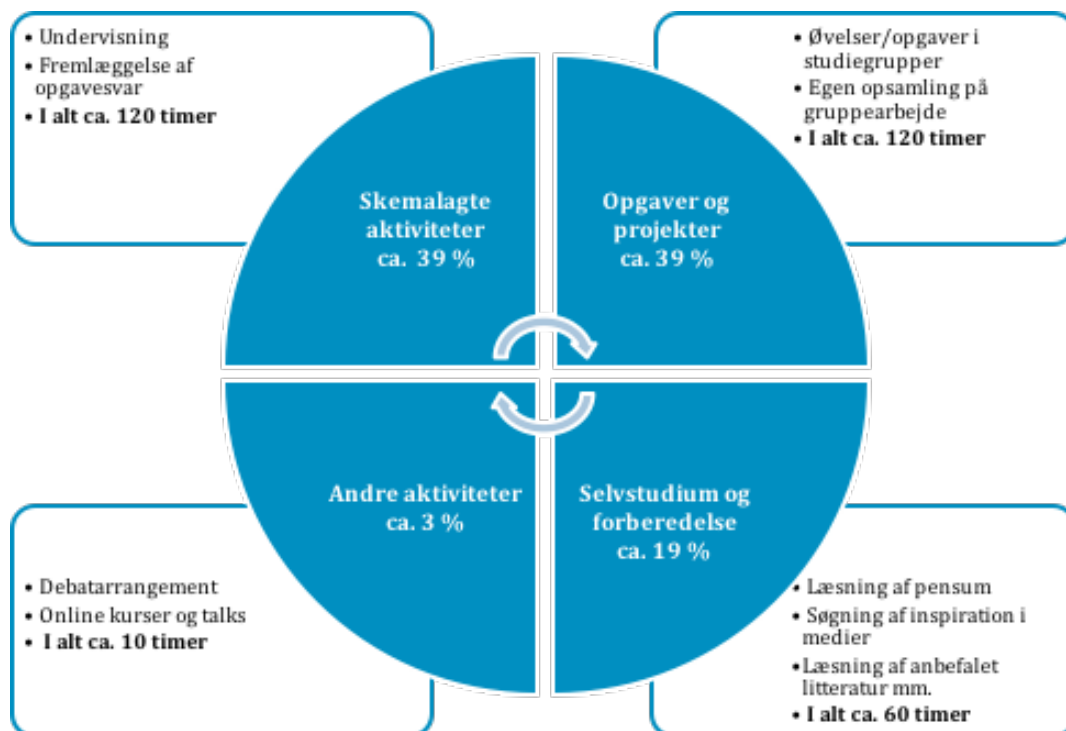 • Undervisning
• Fremlæggelse af
opgavesvar
• I alt ca. 120 timer
• Øvelser/opgaver i
studiegrupper
• Egen opsamling på
gruppearbejde
• I alt ca. 120 timer
Skemalagte
aktiviteter
ca. 39 %
Opgaver og
projekter
ca. 39 %
Andre aktiviteter
ca. 3 %
Selvstudium og
forberedelse
ca. 19 %
• Debatarrangement
• Online kurser og talks
• I alt ca. 10 timer
• Læsning af pensum
• Søgning af inspiration i
medier
•Læsning af anbefalet
litteratur mm.
• I alt ca. 60 timer